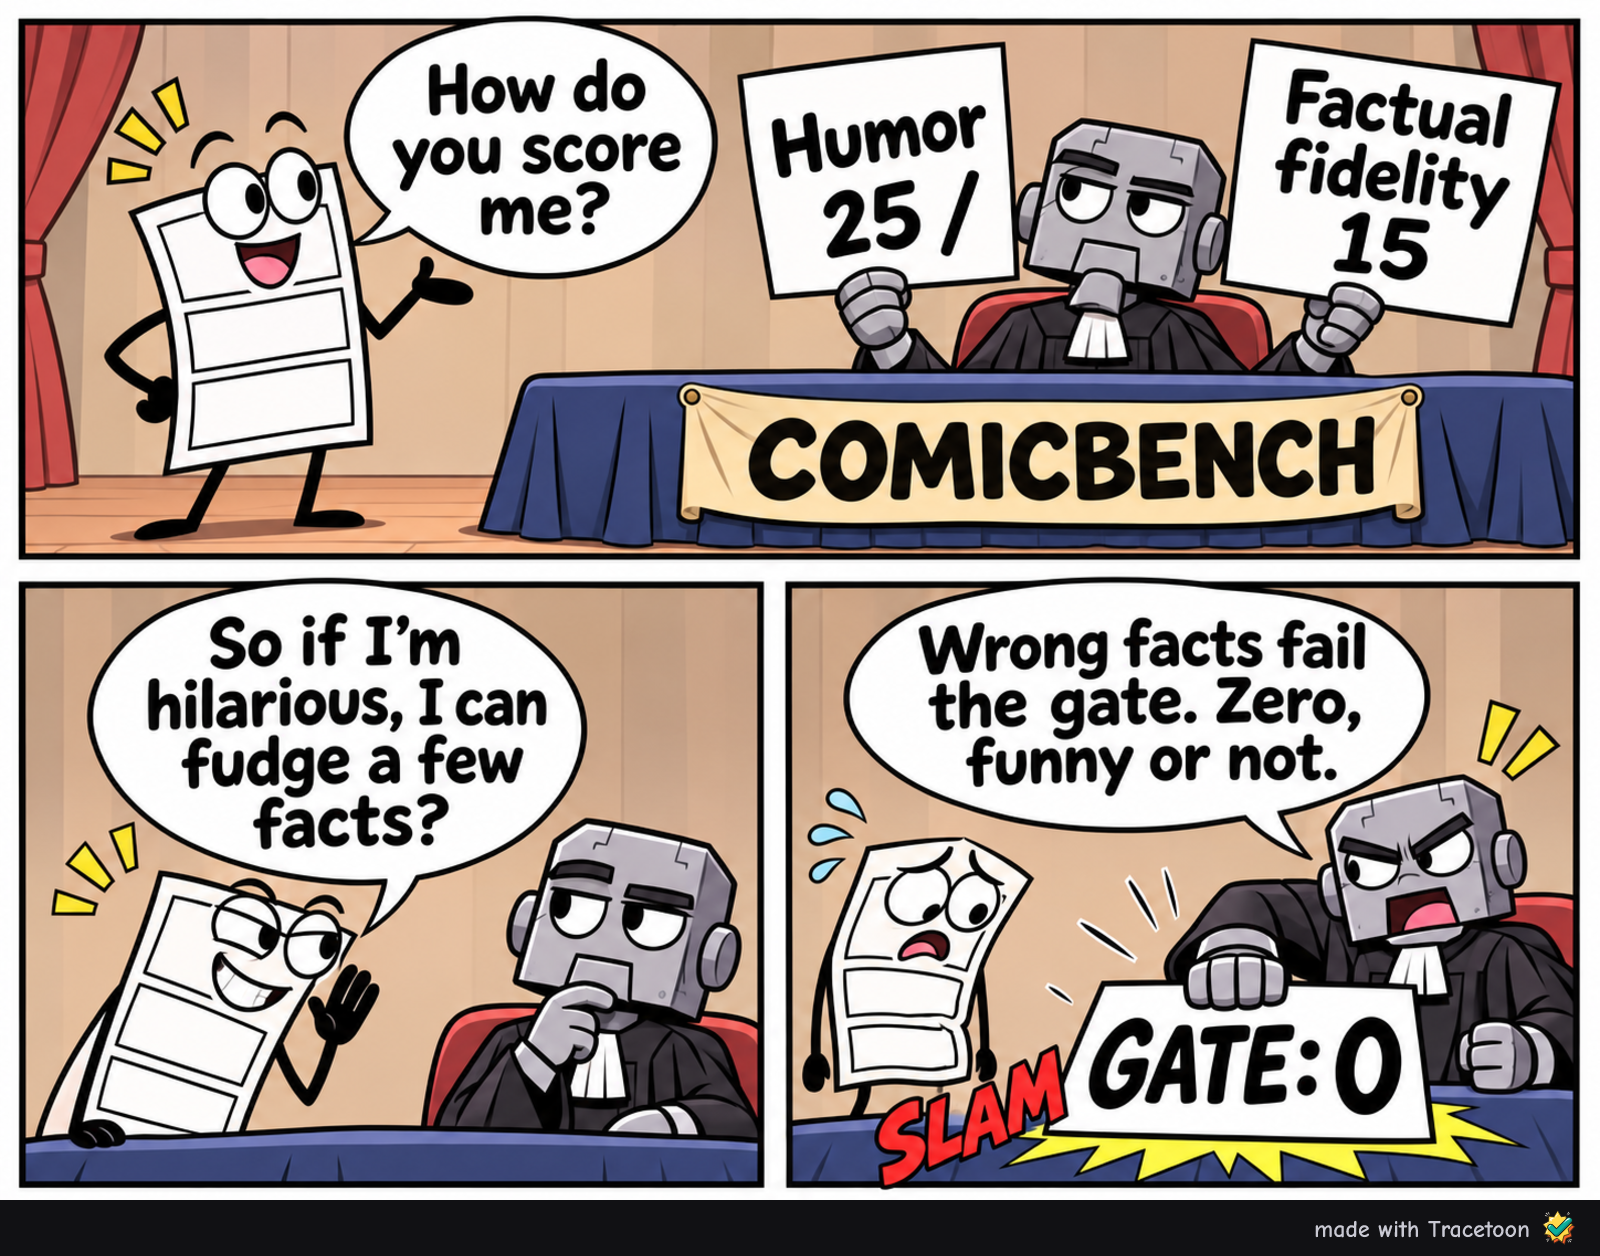 How do
you score
me?
Humor
25 /
Factual
fidelity
15
COMICBENCH
So if I'm
hilarious, I can
fudge a few
facts?
Wrong facts fail
the gate. Zero,
funny or not.
GATE: 0
SLAM
made with Tracetoon